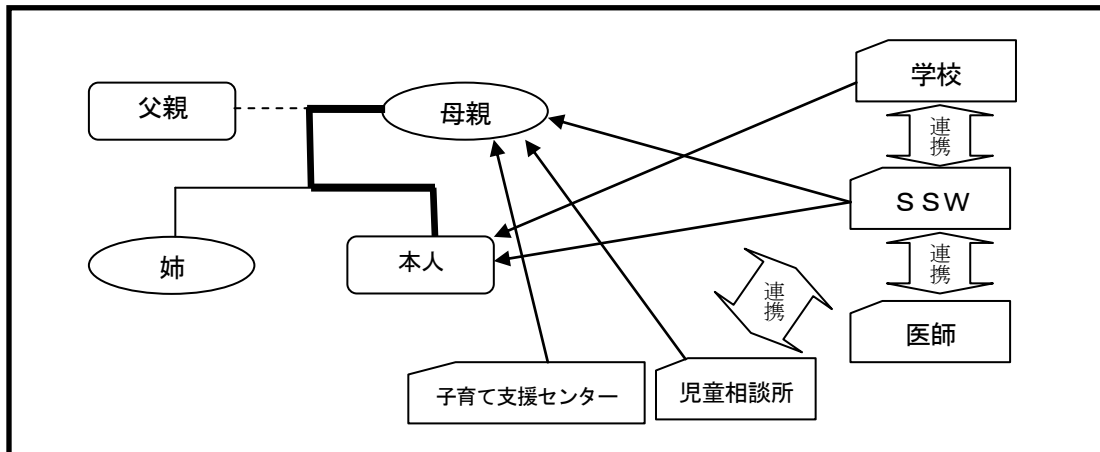 学校
父親
母親
連携
ＳＳＷ
姉
本人
連携
連携
医師
子育て支援センター
児童相談所